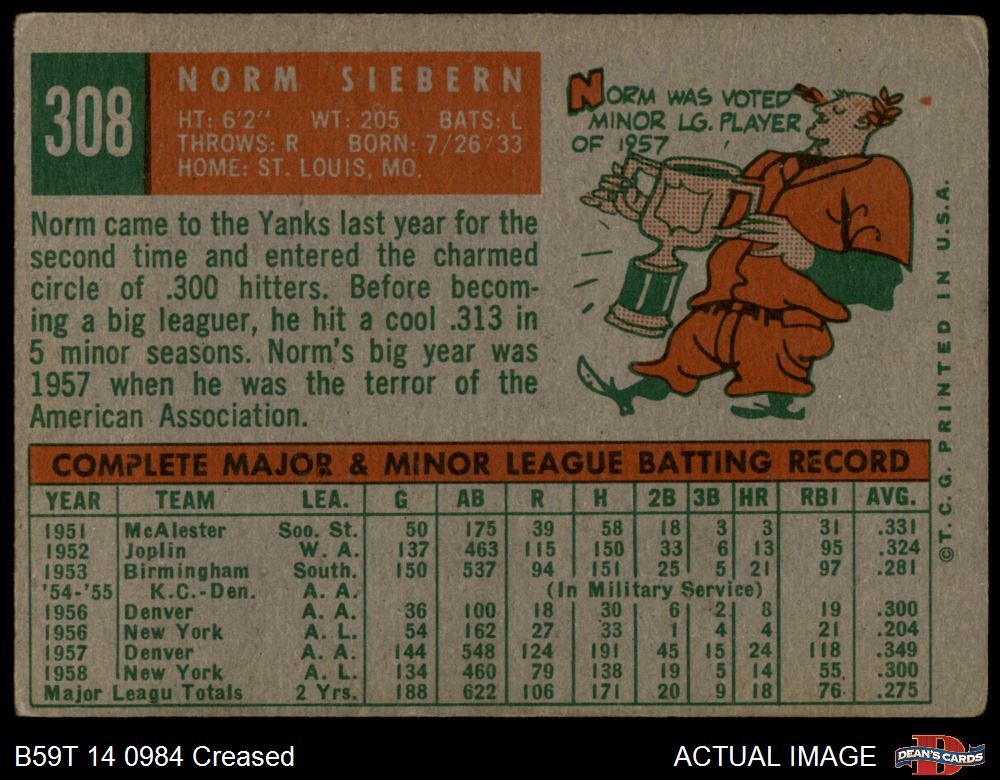 308
NORM SIEBERN
HT: 6'2" WT: 205 BATS: L
THROWS: R BORN: 7/26/33
HOME: ST. LOUIS, MO.
NORM WAS VOTED
MINOR LG. PLAYER
OF 1957
Norm came to the Yanks last year for the
second time and entered the charmed
circle of .300 hitters. Before becom-
ing a big leaguer, he hit a cool .313 in
5 minor seasons. Norm's big year was
1957 when he was the terror of the
American Association.
COMPLETE MAJOR & MINOR LEAGUE BATTING RECORD
YEAR TEAM LEA. G AB R H 2B 3B HR RBI AVG.
1951 McAlester Soo. St. 50 175 39 58 18 3 3 31 .331
1952 Joplin W. A. 137 463 115 150 33 6 13 95 .324
1953 Birmingham South. 150 537 94 151 25 5 21 97 .281
'54-'55 K.C.-Den. A. A. (In Military Service)
1956 Denver A. A. 36 100 18 30 6 2 8 19 .300
1956 New York A. L. 54 162 27 33 1 4 4 21 .204
1957 Denver A. A. 144 548 124 191 45 15 24 118 .349
1958 New York A. L. 134 460 79 138 19 5 14 55 .300
Major Leagu Totals 2 Yrs. 188 622 106 171 20 9 18 76 .275
©T. C. G. PRINTED IN U.S.A.
B59T 14 0984 Creased
ACTUAL IMAGE
DEAN'S CARDS